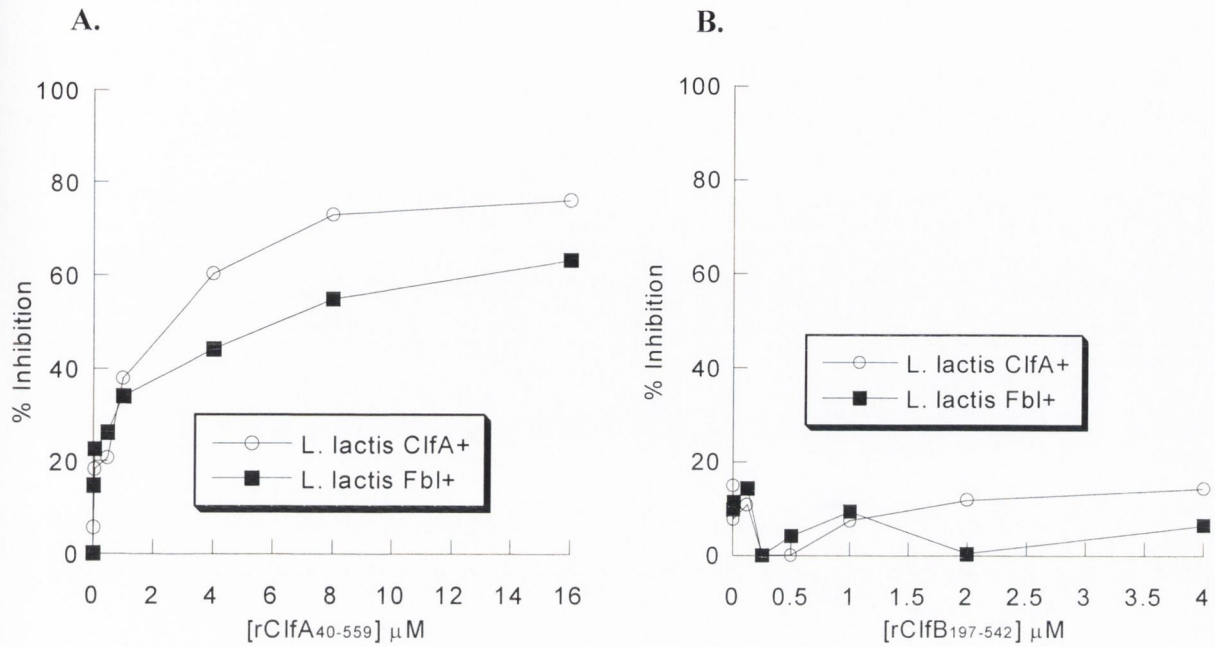 A.
% Inhibition
100
80
60
40
20
0
L. lactis ClfA+
L. lactis Fbl+
0 2 4 6 8 10 12 14 16
[rClfA40-559] µM
B.
% Inhibition
100
80
60
40
20
0
L. lactis ClfA+
L. lactis Fbl+
0 0.5 1 1.5 2 2.5 3 3.5 4
[rClfB197-542] µM